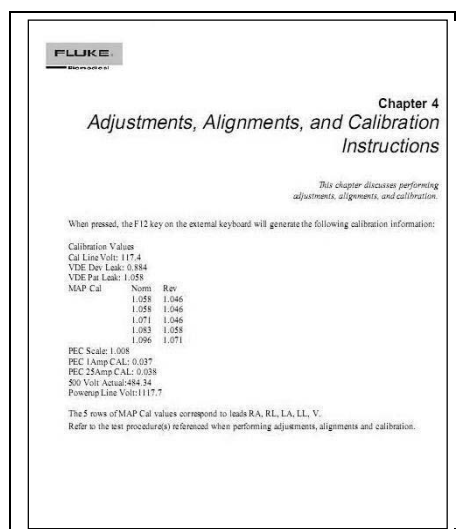 FLUKE.
Biomedical
Chapter 4
Adjustments, Alignments, and Calibration
Instructions
This chapter discusses performing
adjustments, alignments, and calibration.
When pressed, the F12 key on the external keyboard will generate the following calibration information:
Calibration Values
Cal Line Volt: 117.4
VDE Dev Leak: 0.884
VDE Pat Leak: 1.058
MAP Cal Norm Rev
1.058 1.046
1.058 1.046
1.071 1.046
1.083 1.058
1.096 1.071
PEC Scale: 1.008
PEC 1Amp CAL: 0.037
PEC 25Amp CAL: 0.038
500 Volt Actual:484.34
Powerup Line Volt:1117.7
The 5 rows of MAP Cal values correspond to leads RA, RL, LA, LL, V.
Refer to the test procedure(s) referenced when performing adjustments, alignments and calibration.